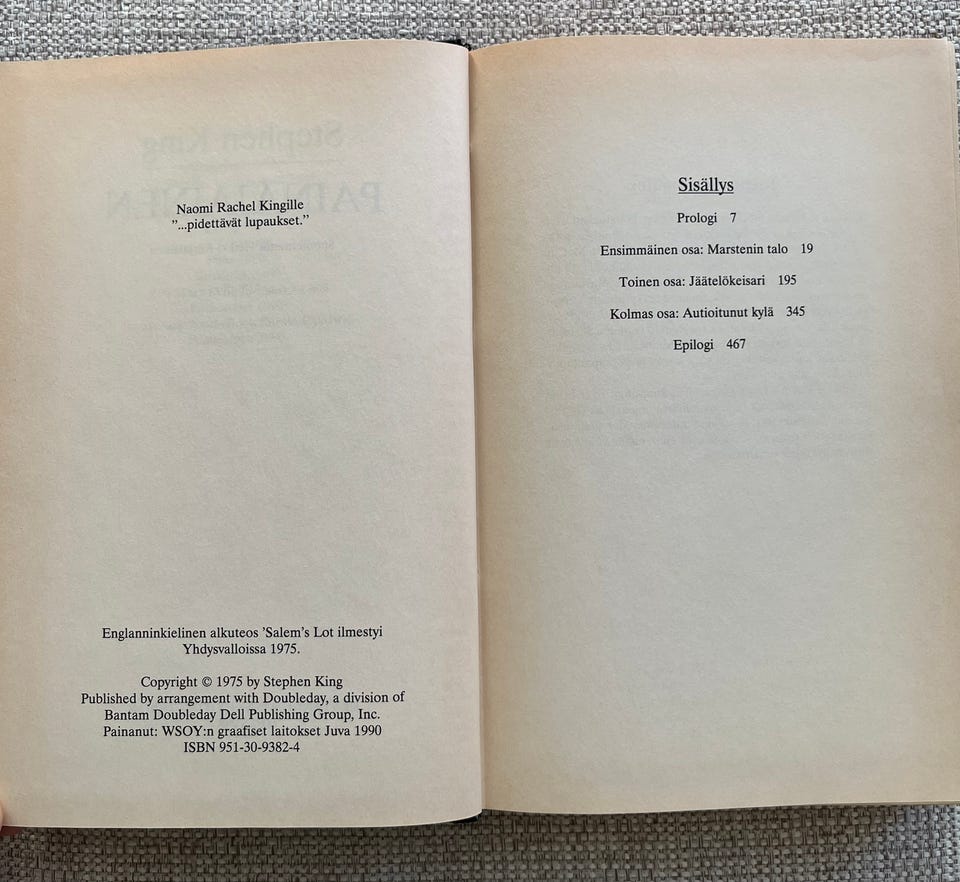 Naomi Rachel Kingille
"...pidettävät lupaukset."
Englanninkielinen alkuteos 'Salem's Lot ilmestyi
Yhdysvalloissa 1975.
Copyright © 1975 by Stephen King
Published by arrangement with Doubleday, a division of
Bantam Doubleday Dell Publishing Group, Inc.
Painanut: WSOY:n graafiset laitokset Juva 1990
ISBN 951-30-9382-4
Sisällys
Prologi 7
Ensimmäinen osa: Marstenin talo 19
Toinen osa: Jäätelökeisari 195
Kolmas osa: Autioitunut kylä 345
Epilogi 467